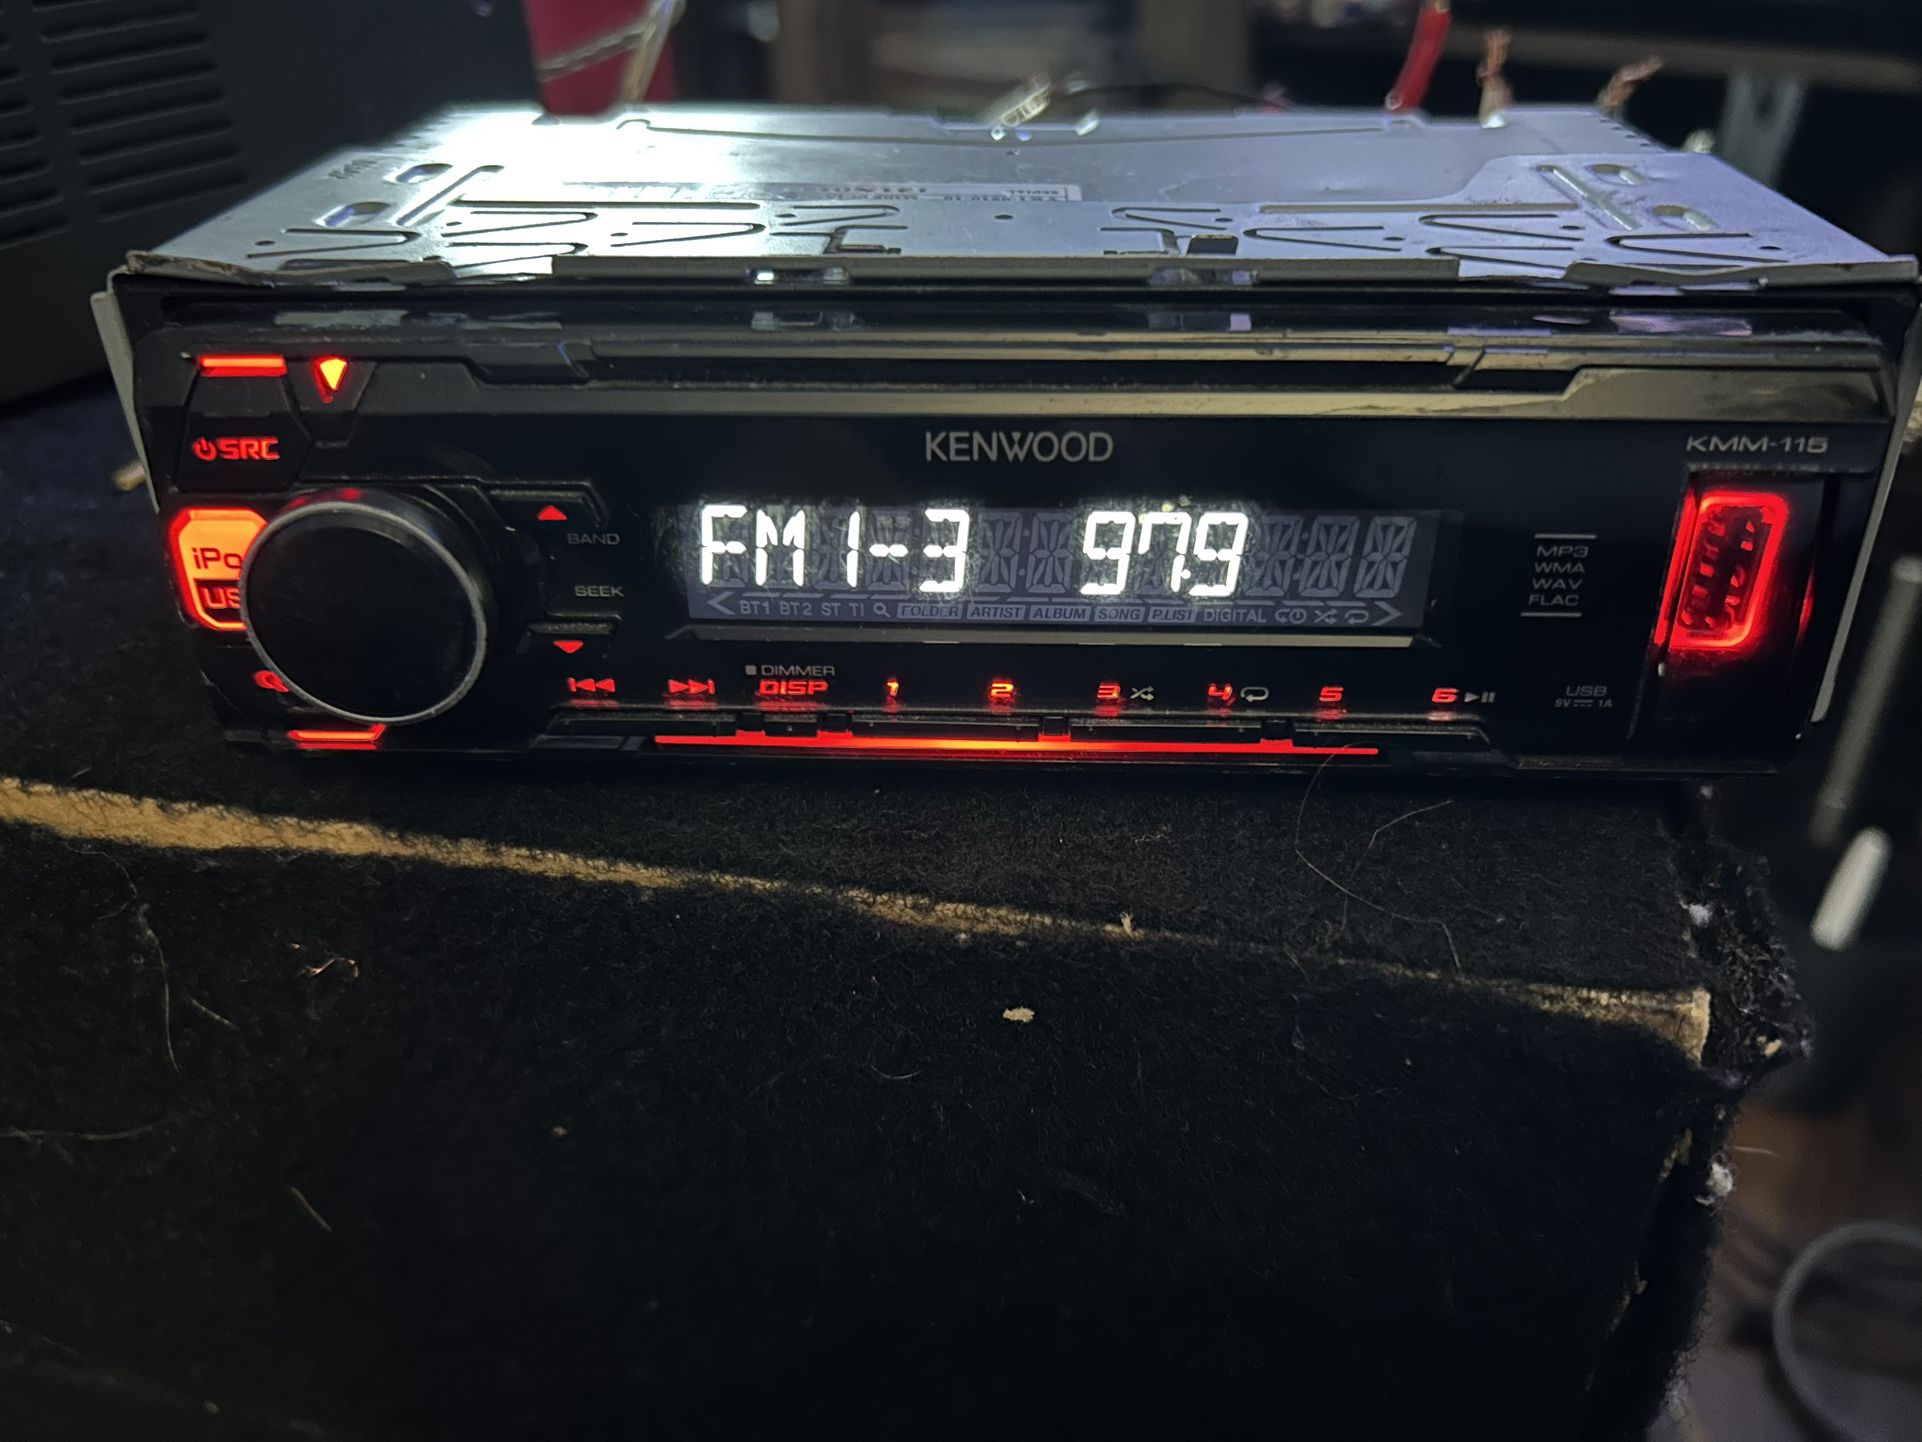 KENWOOD
KMM-115
SRC
BAND
SEEK
FM1-3 97.9
BT1 BT2 ST TI FOLDER ARTIST ALBUM SONG P.LIST DIGITAL
MP3
WMA
WAV
FLAC
DIMMER
DISP 1 2 3 4 5 6
USB
5V 1A